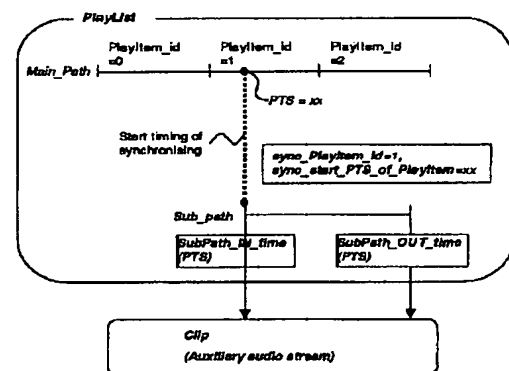 PlayList
PlayItem_id
=0
PlayItem_id
=1
PlayItem_id
=2
Main_Path
PTS = xx
Start timing of
synchronising
sync_PlayItem_id=1,
sync_start_PTS_of_PlayItem=xx
Sub_path
SubPath_IN_time
(PTS)
SubPath_OUT_time
(PTS)
Clip
(Auxiliary audio stream)